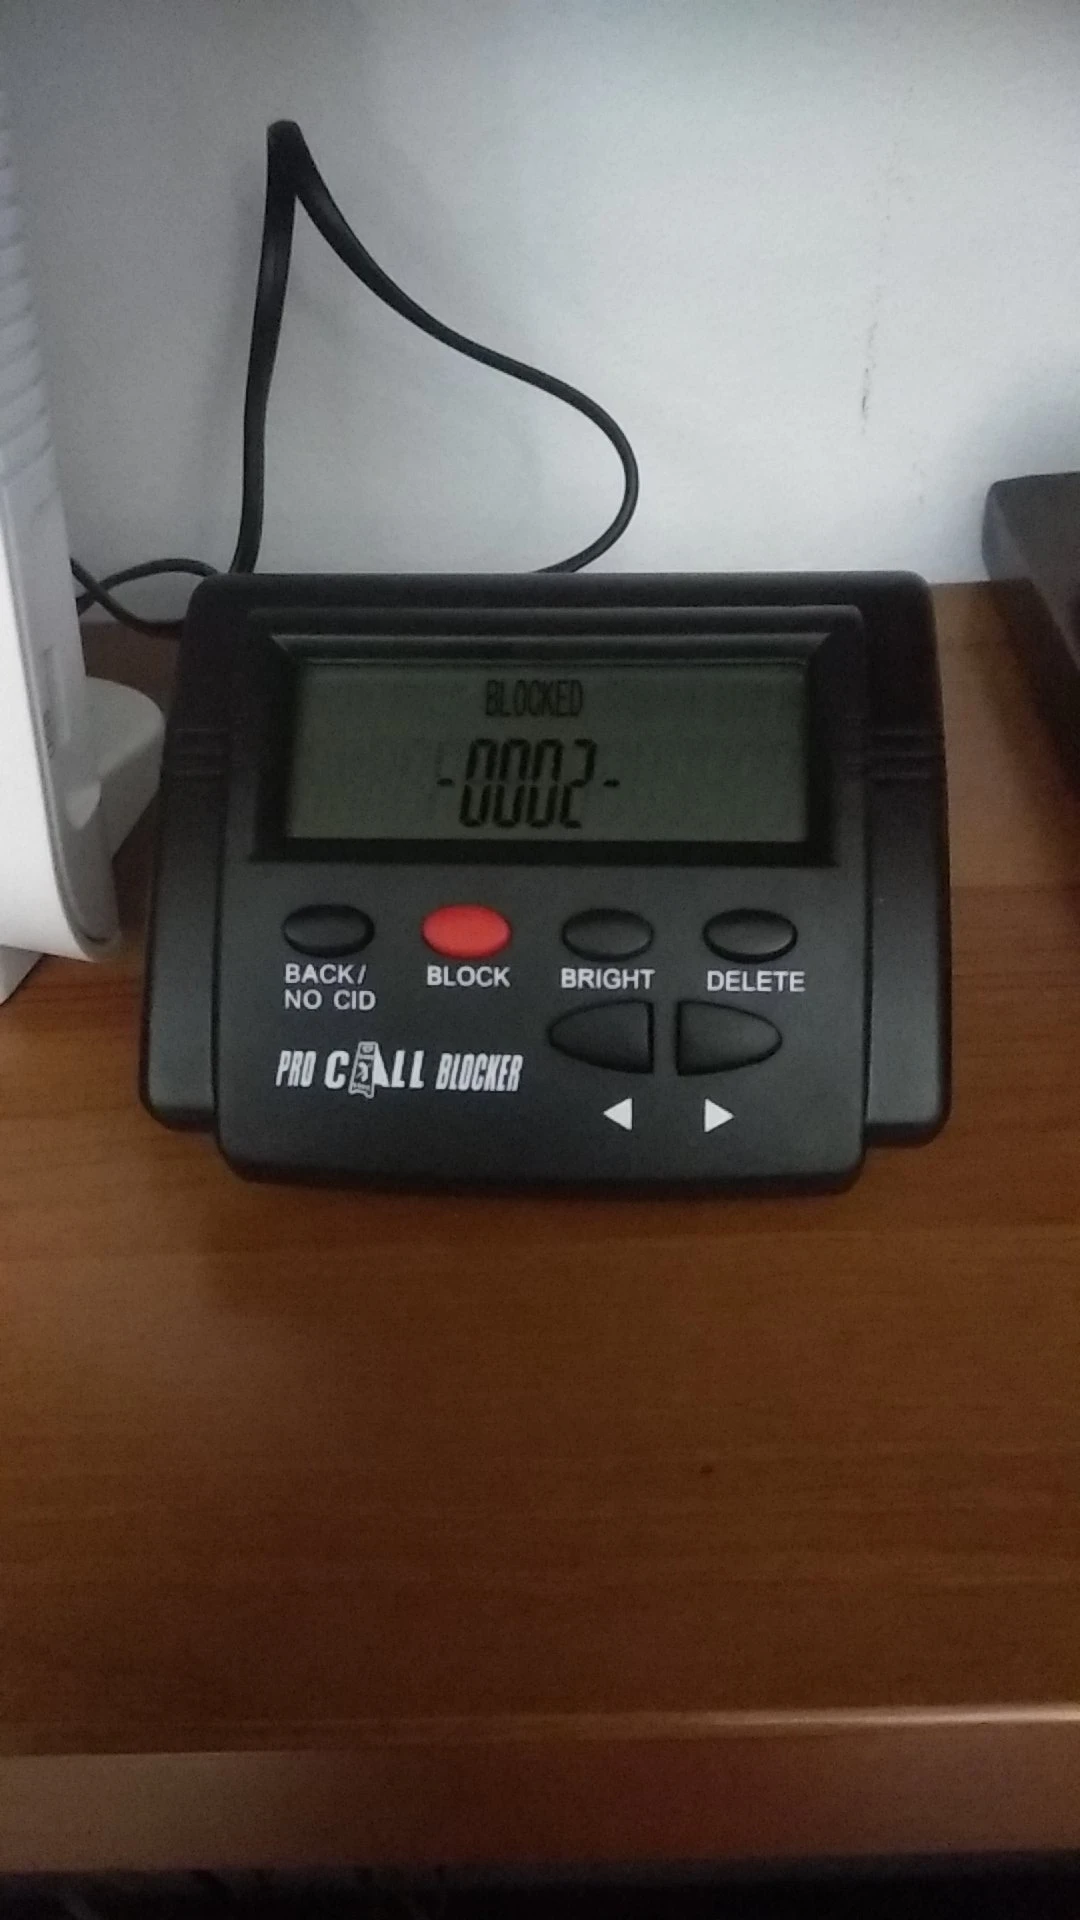 BLOCKED
-0002-
BACK/
NO CID
BLOCK
BRIGHT
DELETE
PRO CALL BLOCKER